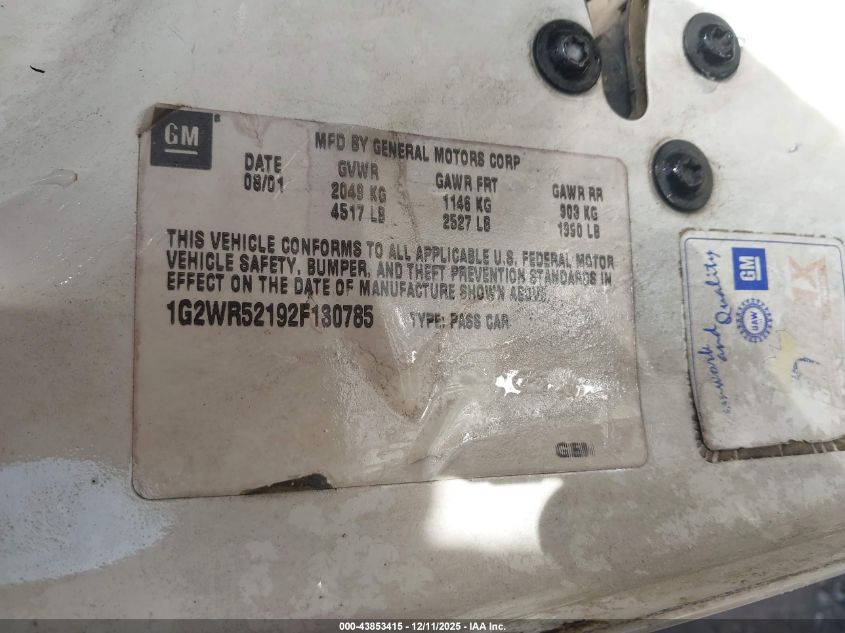 GM
MFD BY GENERAL MOTORS CORP
DATE GVWR GAWR FRT GAWR RR
08/01 2049 KG 1146 KG 903 KG
4517 LB 2527 LB 1990 LB
THIS VEHICLE CONFORMS TO ALL APPLICABLE U.S. FEDERAL MOTOR
VEHICLE SAFETY, BUMPER, AND THEFT PREVENTION STANDARDS IN
EFFECT ON THE DATE OF MANUFACTURE SHOWN ABOVE.
1G2WR52192F130785 TYPE: PASS CAR
GM
UAW
and Quality
000-43853415 - 12/11/2025 - IAA Inc.